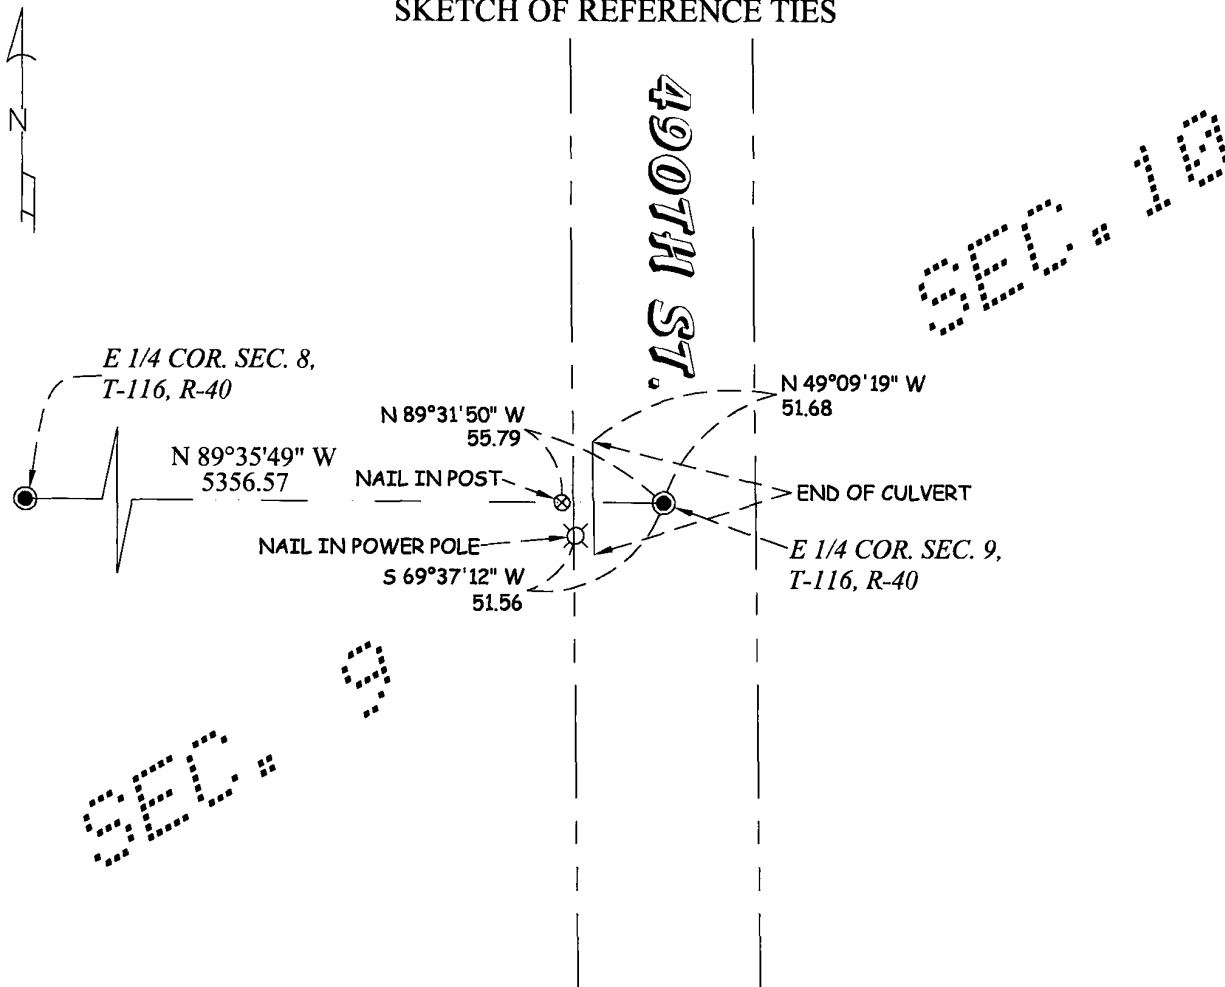 SKETCH OF REFERENCE TIES
N
490TH ST.
SEC. 10
E 1/4 COR. SEC. 8,
T-116, R-40
N 89°35'49" W
5356.57
N 89°31'50" W
55.79
N 49°09'19" W
51.68
NAIL IN POST
END OF CULVERT
NAIL IN POWER POLE
S 69°37'12" W
51.56
E 1/4 COR. SEC. 9,
T-116, R-40
SEC. 9